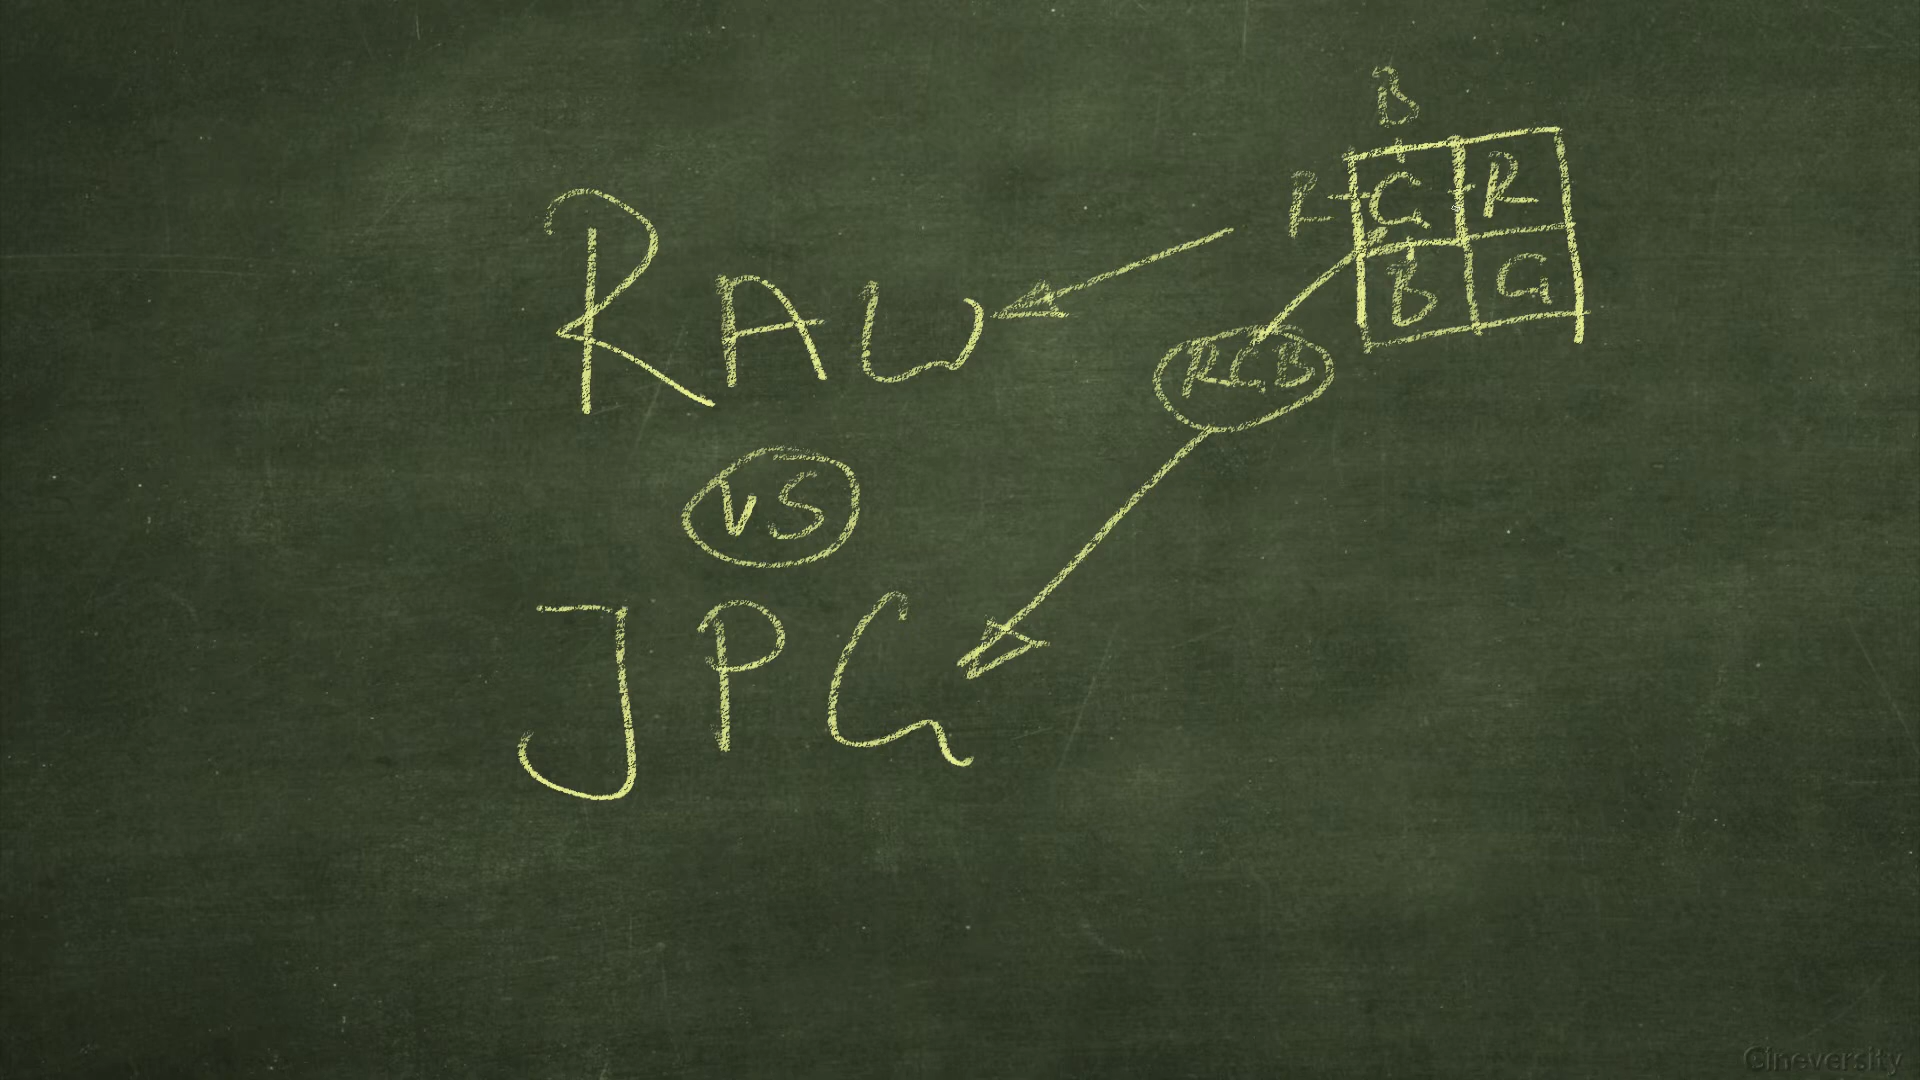 RAW
VS
JPG
B
R G R
B G
RGB
Cineversity